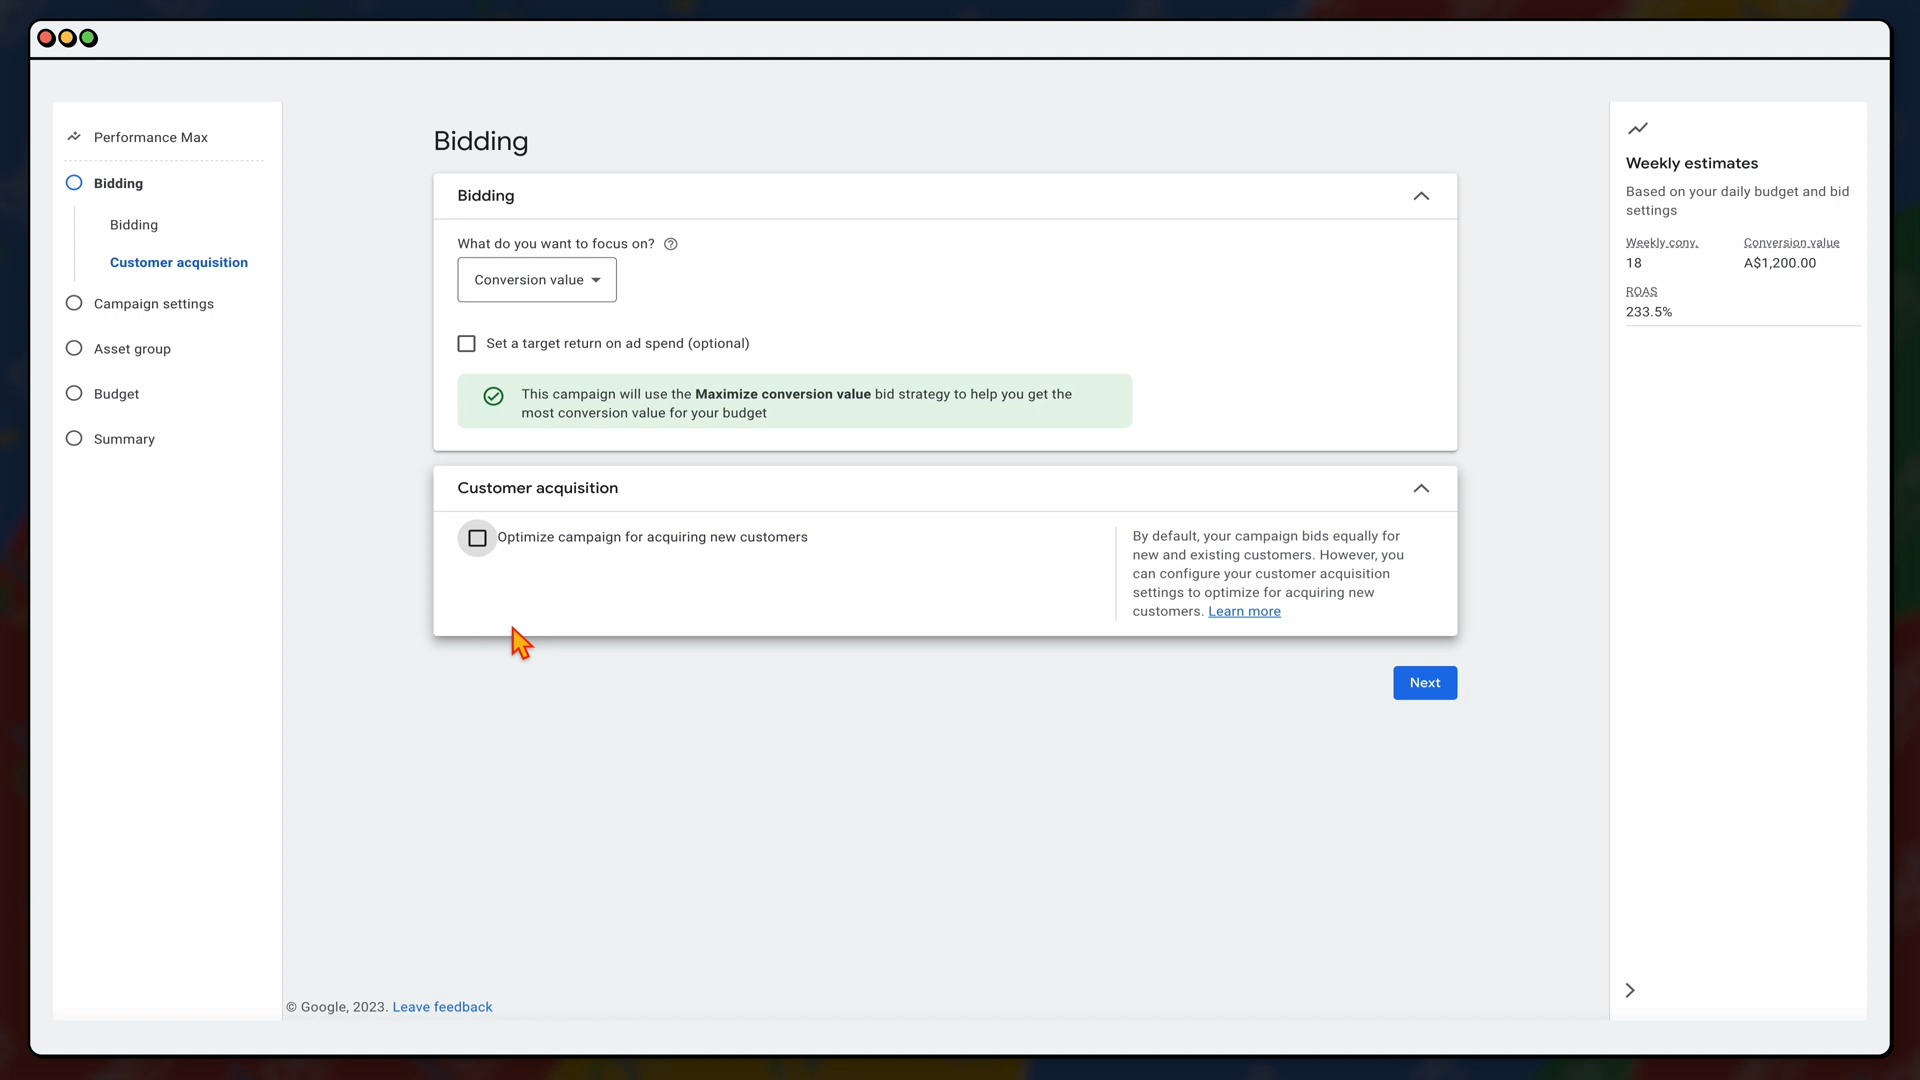 Performance Max
Bidding
Bidding
Customer acquisition
Campaign settings
Asset group
Budget
Summary
Bidding
Bidding
What do you want to focus on?
Conversion value
Set a target return on ad spend (optional)
This campaign will use the Maximize conversion value bid strategy to help you get the
most conversion value for your budget
Customer acquisition
Optimize campaign for acquiring new customers
By default, your campaign bids equally for
new and existing customers. However, you
can configure your customer acquisition
settings to optimize for acquiring new
customers. Learn more
Next
© Google, 2023. Leave feedback
Weekly estimates
Based on your daily budget and bid
settings
Weekly conv. Conversion value
18 A$1,200.00
ROAS
233.5%